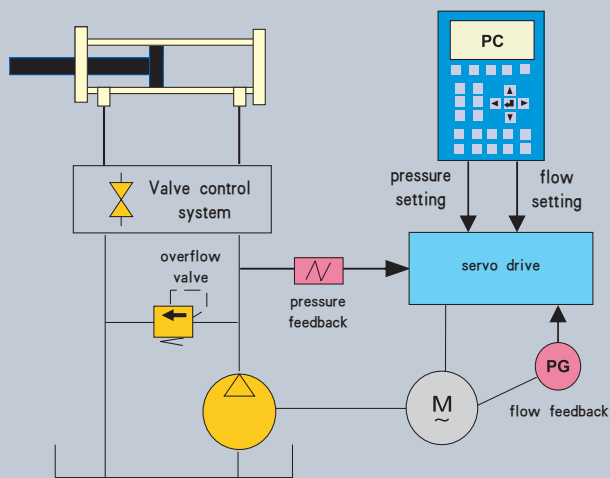 PC
pressure
setting
flow
setting
Valve control
system
overflow
valve
servo drive
pressure
feedback
PG
M
~
flow feedback